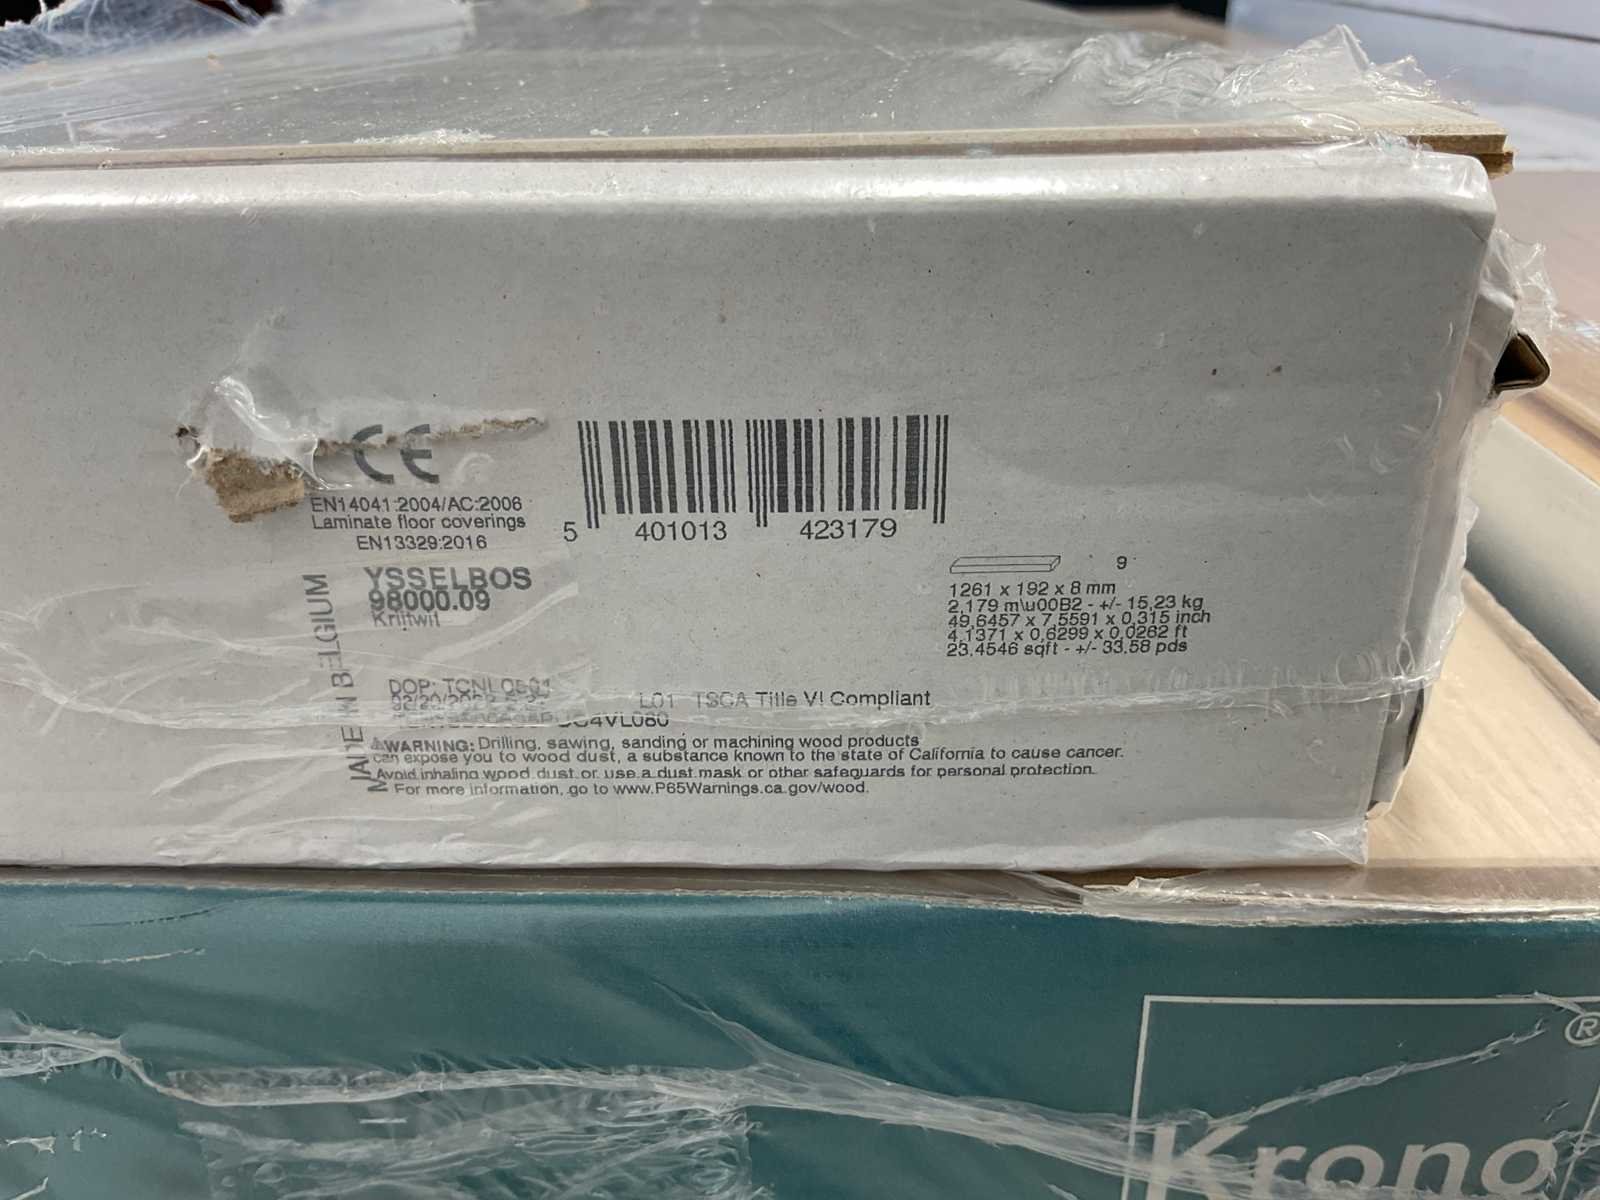 CE
EN14041:2004/AC:2006
Laminate floor coverings
EN13329:2016
YSSELBOS
98000.09
Krijtwit
MADE IN BELGIUM
5 401013 423179
9
1261 x 192 x 8 mm
2,179 m\u00B2 - +/- 15,23 kg
49,6457 x 7,5591 x 0,315 inch
4,1371 x 0,6299 x 0,0262 ft
23,4546 sqft - +/- 33,58 pds
DOP:
L01 TSCA Title VI Compliant
WARNING: Drilling, sawing, sanding or machining wood products
can expose you to wood dust, a substance known to the state of California to cause cancer.
Avoid inhaling wood dust or use a dust mask or other safeguards for personal protection.
For more information, go to www.P65Warnings.ca.gov/wood.
®
Krono